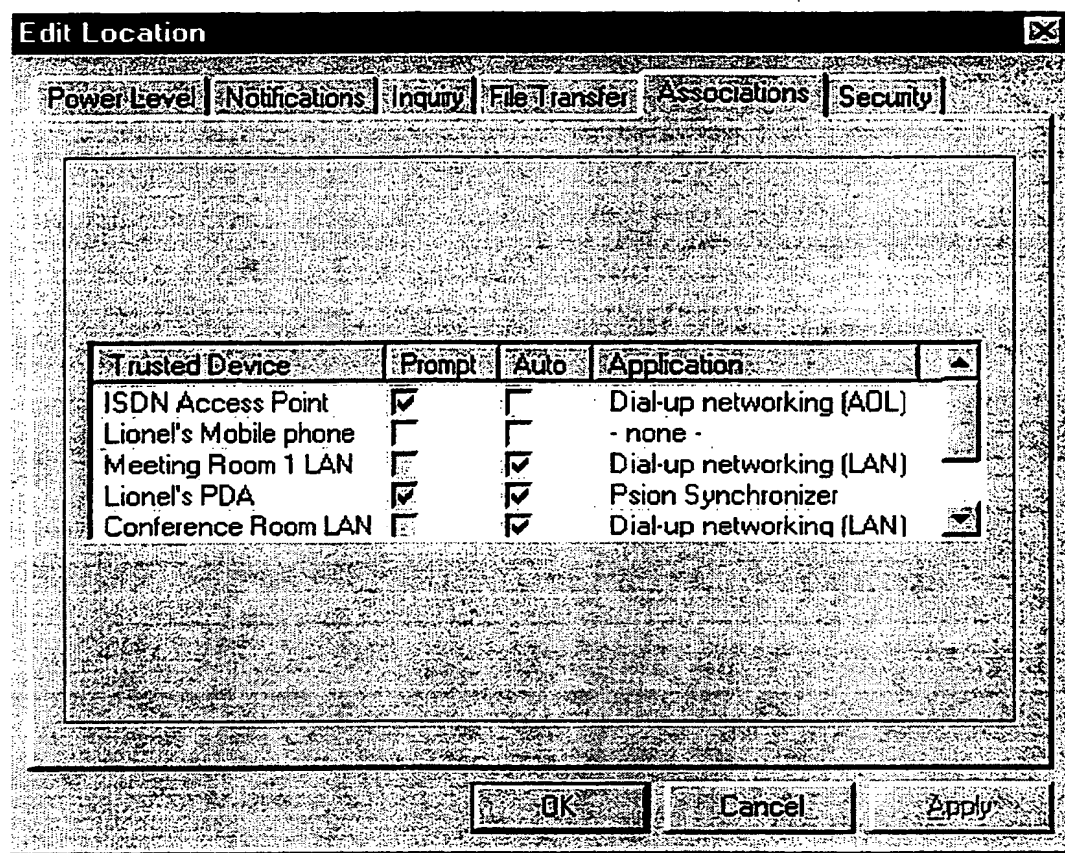 Edit Location
Power Level Notifications Inquiry File Transfer Associations Security
Trusted Device Prompt Auto Application
ISDN Access Point Dial-up networking (AOL)
Lionel's Mobile phone - none -
Meeting Room 1 LAN Dial-up networking (LAN)
Lionel's PDA Psion Synchronizer
Conference Room LAN Dial-up networking (LAN)
OK Cancel Apply